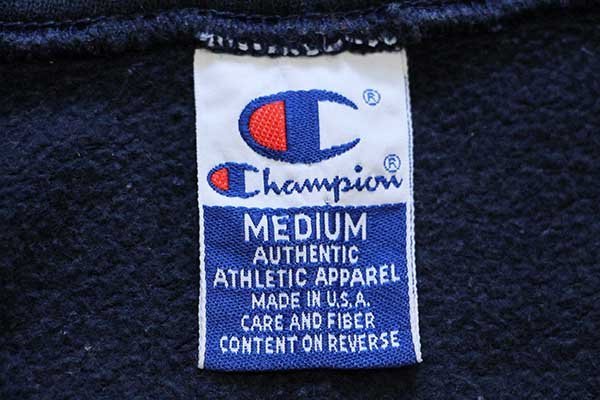 C ®
Champion ®
MEDIUM
AUTHENTIC
ATHLETIC APPAREL
MADE IN U.S.A.
CARE AND FIBER
CONTENT ON REVERSE